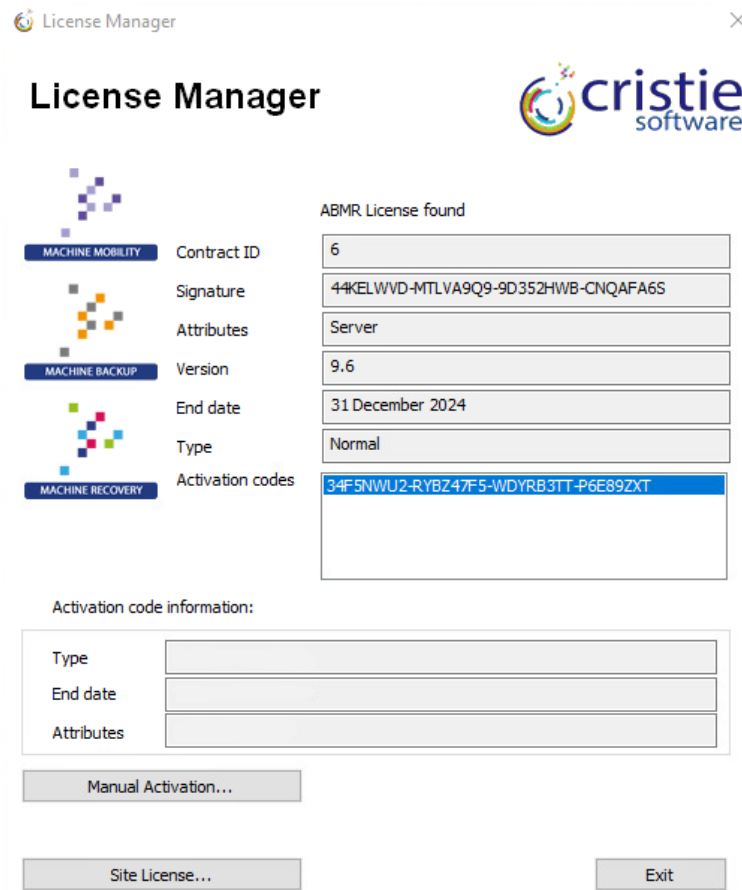 License Manager
License Manager
cristie
software
ABMR License found
MACHINE MOBILITY
Contract ID
6
Signature
44KELWVD-MTLVA9Q9-9D352HWB-CNQAFA6S
Attributes
Server
MACHINE BACKUP
Version
9.6
End date
31 December 2024
Type
Normal
MACHINE RECOVERY
Activation codes
34F5NWU2-RYBZ47F5-WDYRB3TT-P6E89ZXT
Activation code information:
Type
End date
Attributes
Manual Activation...
Site License...
Exit